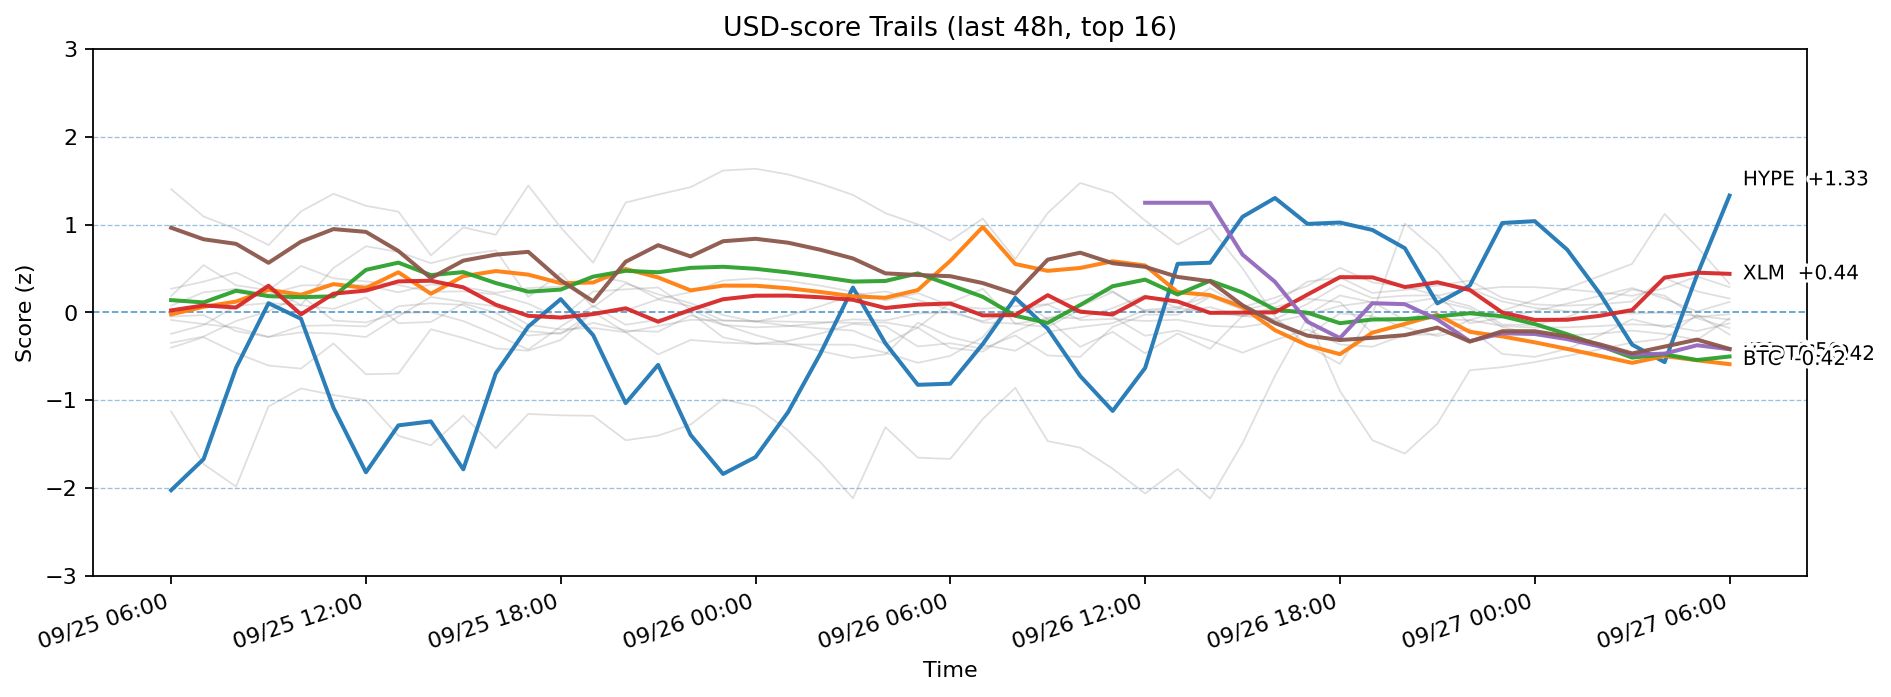 USD-score Trails (last 48h, top 16)
Score (z)
3
2
1
0
−1
−2
−3
HYPE +1.33
XLM +0.44
BTC -0.42
09/25 06:00
09/25 12:00
09/25 18:00
09/26 00:00
09/26 06:00
09/26 12:00
09/26 18:00
09/27 00:00
09/27 06:00
Time